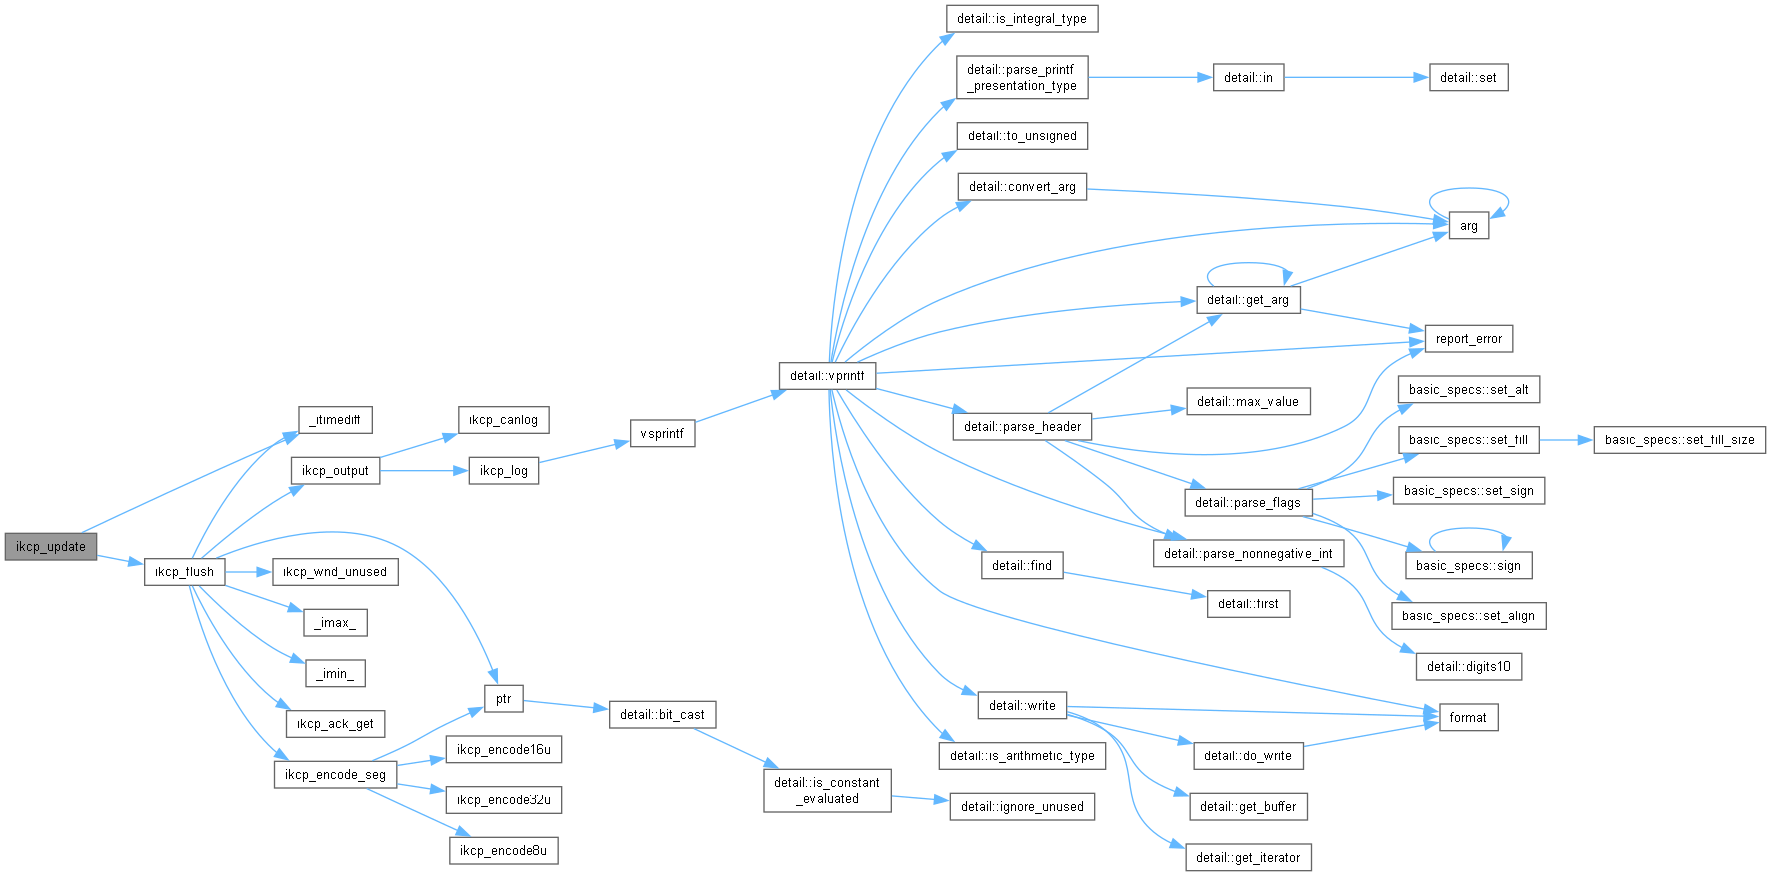 ikcp_update
_itimediff
ikcp_flush
ikcp_output
ikcp_wnd_unused
_imax_
_imin_
ikcp_ack_get
ikcp_encode_seg
ikcp_canlog
ikcp_log
ptr
ikcp_encode16u
ikcp_encode32u
ikcp_encode8u
vsprintf
detail::bit_cast
detail::vprintf
detail::is_constant
_evaluated
detail::is_integral_type
detail::parse_printf
_presentation_type
detail::to_unsigned
detail::convert_arg
detail::parse_header
detail::find
detail::write
detail::is_arithmetic_type
detail::ignore_unused
detail::in
detail::get_arg
detail::max_value
detail::parse_flags
detail::parse_nonnegative_int
detail::first
detail::do_write
detail::get_buffer
detail::get_iterator
detail::set
arg
report_error
basic_specs::set_alt
basic_specs::set_fill
basic_specs::set_sign
basic_specs::sign
basic_specs::set_align
detail::digits10
format
basic_specs::set_fill_size